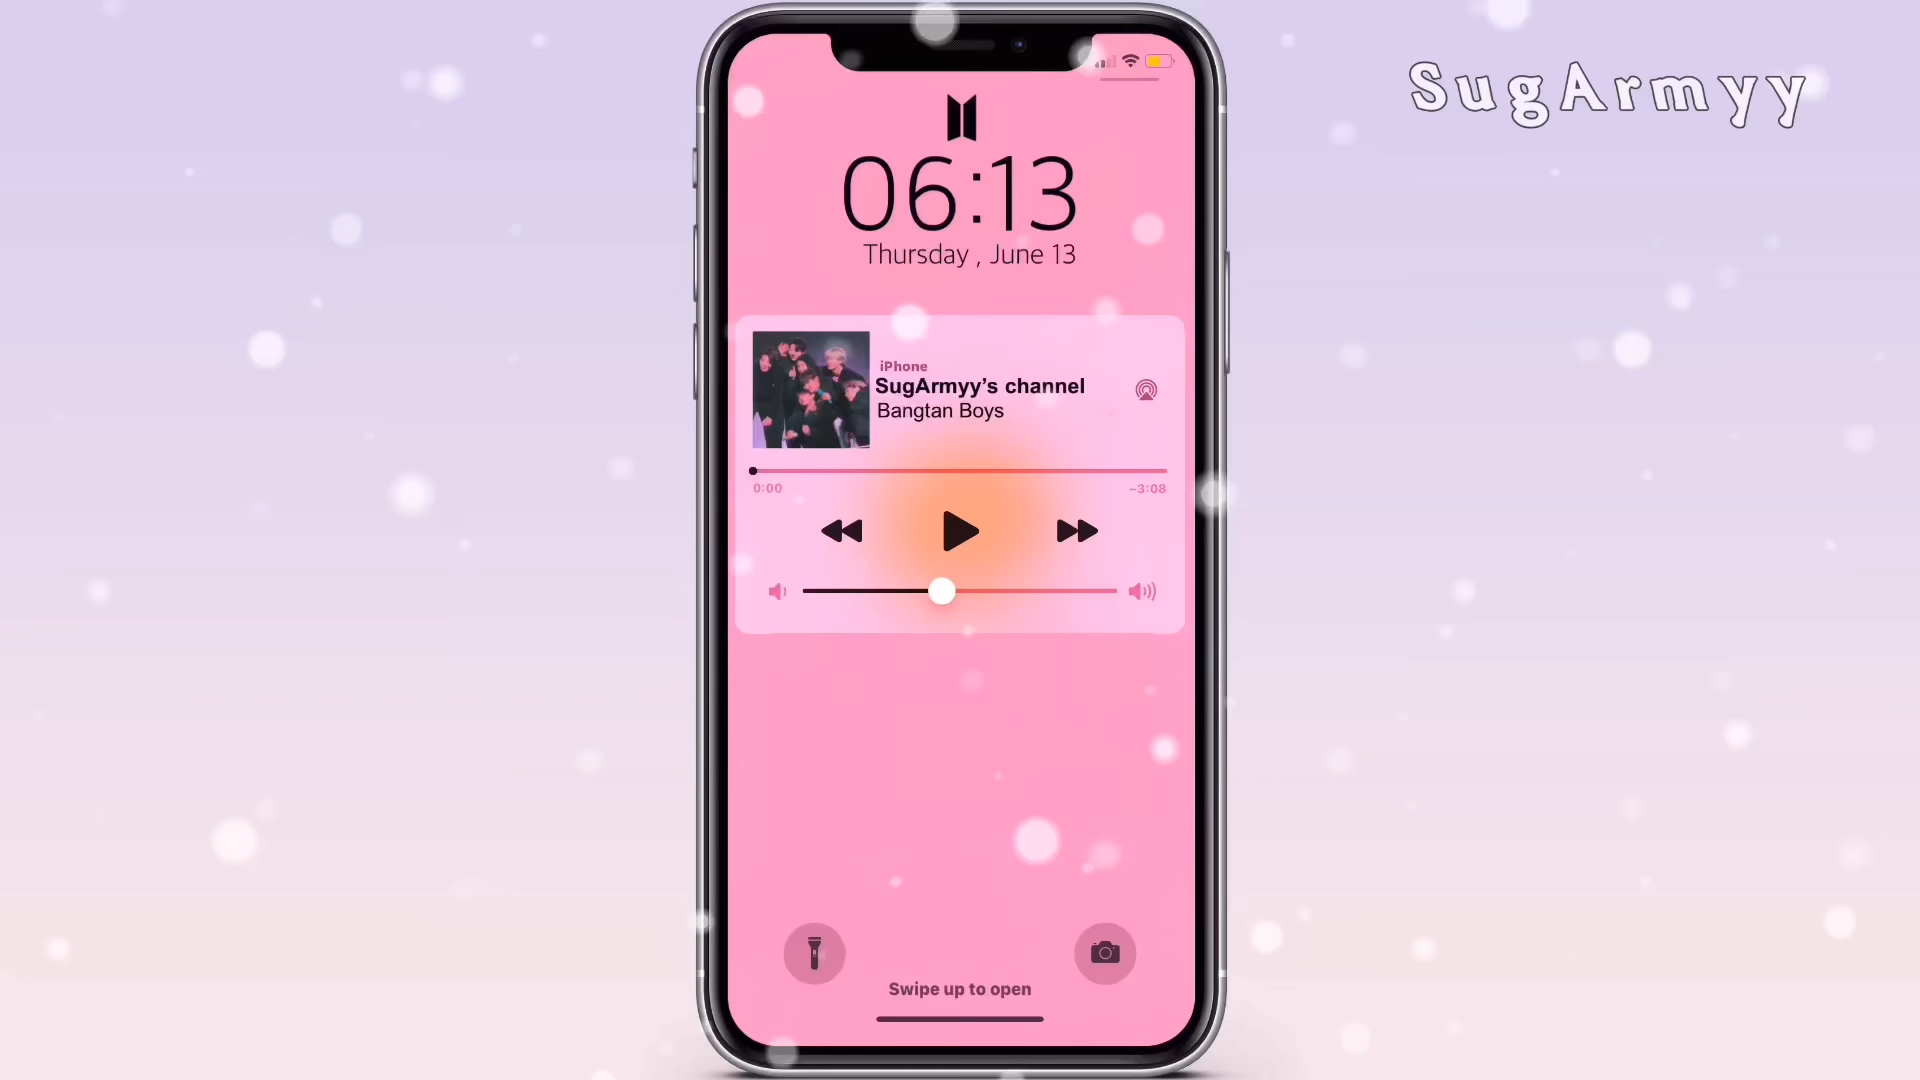 SugArmyy
06:13
Thursday , June 13
iPhone
SugArmyy’s channel
Bangtan Boys
0:00
–3:08
Swipe up to open